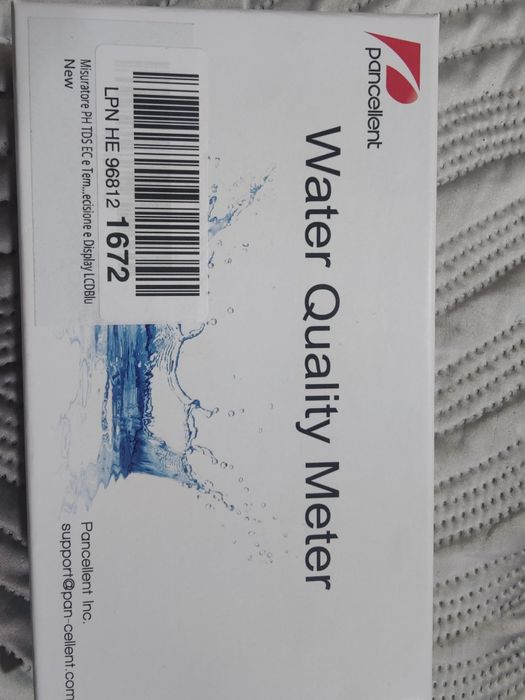 pancellent
Water Quality Meter
LPN HE 96812 1672
Misuratore PH TDS EC e Tem...ecisione e Display LCDBlu
New
Pancellent Inc.
support@pan-cellent.com